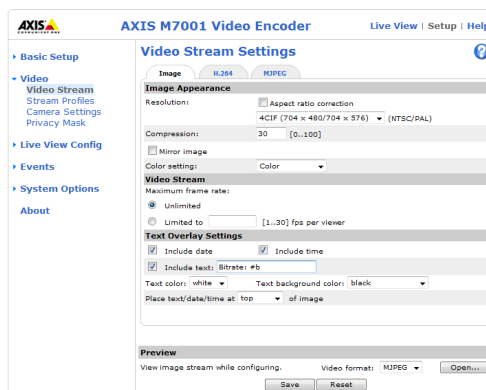 AXIS
COMMUNICATIONS
AXIS M7001 Video Encoder
Live View | Setup | Help
Basic Setup
Video
Video Stream
Stream Profiles
Camera Settings
Privacy Mask
Live View Config
Events
System Options
About
Video Stream Settings
?
Image H.264 MJPEG
Image Appearance
Resolution:
Aspect ratio correction
4CIF (704 x 480/704 x 576) (NTSC/PAL)
Compression: 30 [0..100]
Mirror image
Color setting: Color
Video Stream
Maximum frame rate:
Unlimited
Limited to [1..30] fps per viewer
Text Overlay Settings
Include date Include time
Include text: Bitrate: #b
Text color: white Text background color: black
Place text/date/time at top of image
Preview
View image stream while configuring. Video format: MJPEG Open...
Save Reset